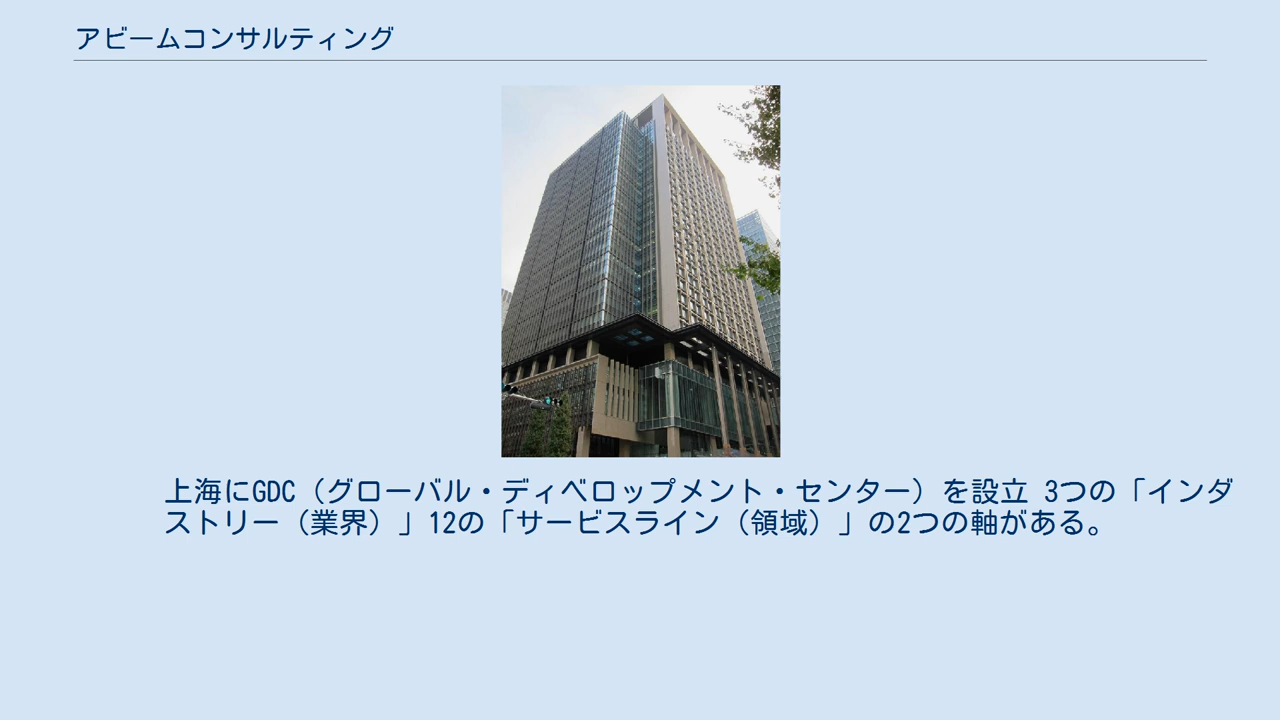 アビームコンサルティング
上海にGDC（グローバル・ディベロップメント・センター）を設立 3つの「インダ
ストリー（業界）」12の「サービスライン（領域）」の2つの軸がある。